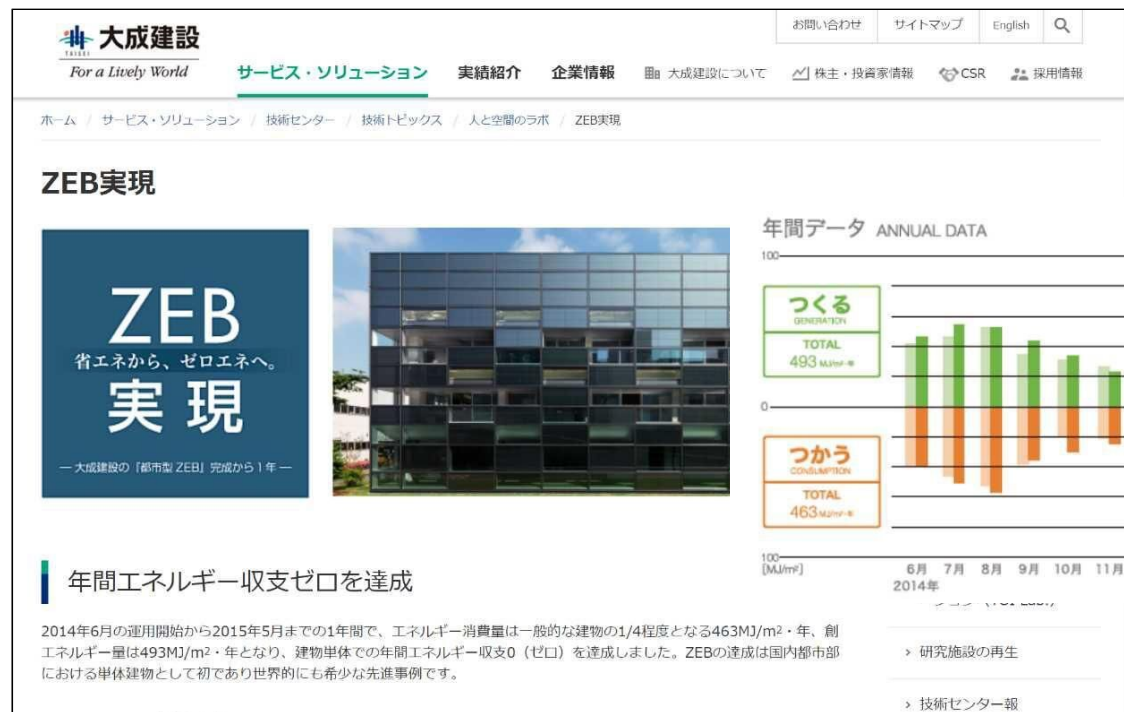 お問い合わせ サイトマップ English
大成建設
TAISEI
For a Lively World
サービス・ソリューション 実績紹介 企業情報 大成建設について 株主・投資家情報 CSR 採用情報
ホーム / サービス・ソリューション / 技術センター / 技術トピックス / 人と空間のラボ / ZEB実現
ZEB実現
ZEB
省エネから、ゼロエネへ。
実現
― 大成建設の「都市型 ZEB」完成から1年 ―
年間データ ANNUAL DATA
100
つくる
GENERATION
TOTAL
493 MJ/m²・年
0
つかう
CONSUMPTION
TOTAL
463 MJ/m²・年
100
[MJ/m²]
6月 7月 8月 9月 10月 11月
2014年
年間エネルギー収支ゼロを達成
2014年6月の運用開始から2015年5月までの1年間で、エネルギー消費量は一般的な建物の1/4程度となる463MJ/m²・年、創
エネルギー量は493MJ/m²・年となり、建物単体での年間エネルギー収支0（ゼロ）を達成しました。ZEBの達成は国内都市部
における単体建物として初であり世界的にも希少な先進事例です。
› 研究施設の再生
› 技術センター報